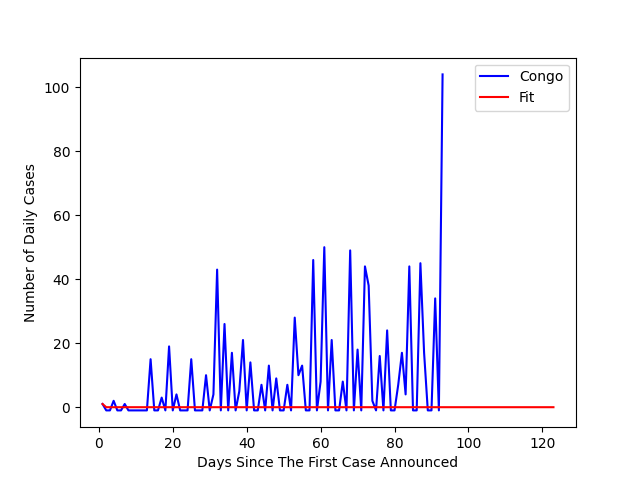 Congo
Fit
Number of Daily Cases
100
80
60
40
20
0
0 20 40 60 80 100 120
Days Since The First Case Announced